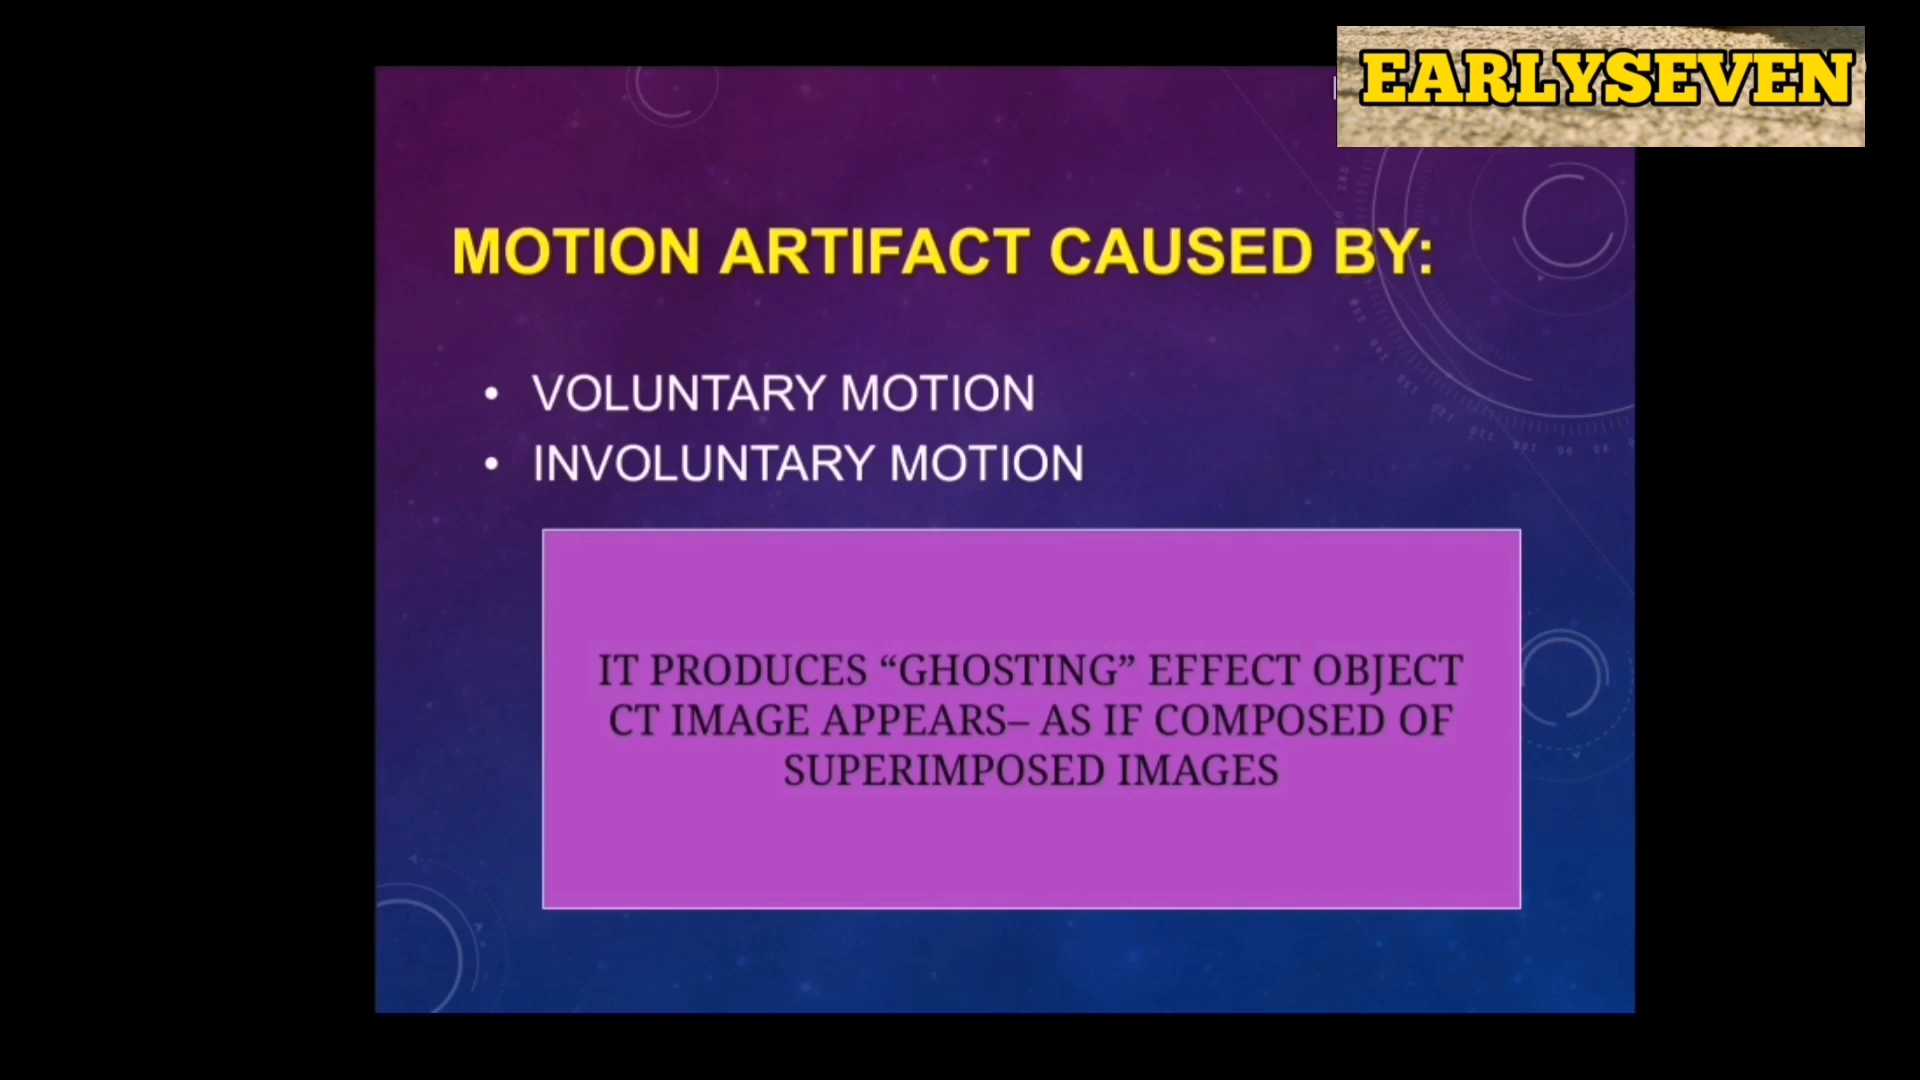 EARLYSEVEN
MOTION ARTIFACT CAUSED BY:
• VOLUNTARY MOTION
• INVOLUNTARY MOTION
IT PRODUCES “GHOSTING” EFFECT OBJECT
CT IMAGE APPEARS– AS IF COMPOSED OF
SUPERIMPOSED IMAGES